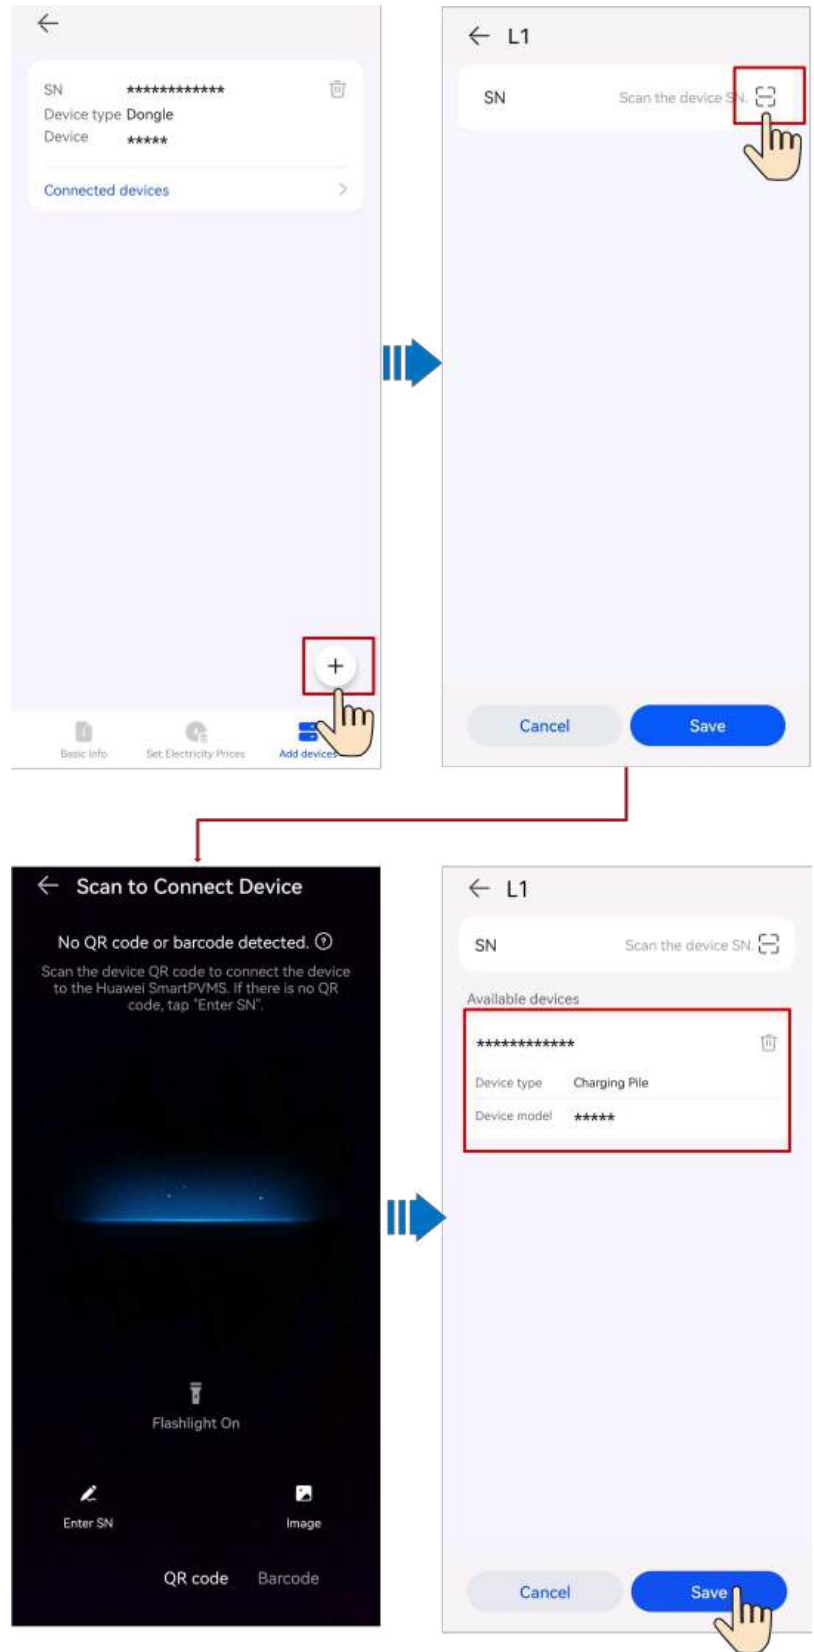 SN ************
Device type Dongle
Device *****
Connected devices
Basic info
Set Electricity Prices
Add devices
L1
SN Scan the device SN.
Cancel
Save
Scan to Connect Device
No QR code or barcode detected.
Scan the device QR code to connect the device
to the Huawei SmartPVMS. If there is no QR
code, tap "Enter SN".
Flashlight On
Enter SN
Image
QR code
Barcode
L1
SN Scan the device SN.
Available devices
************
Device type Charging Pile
Device model *****
Cancel
Save